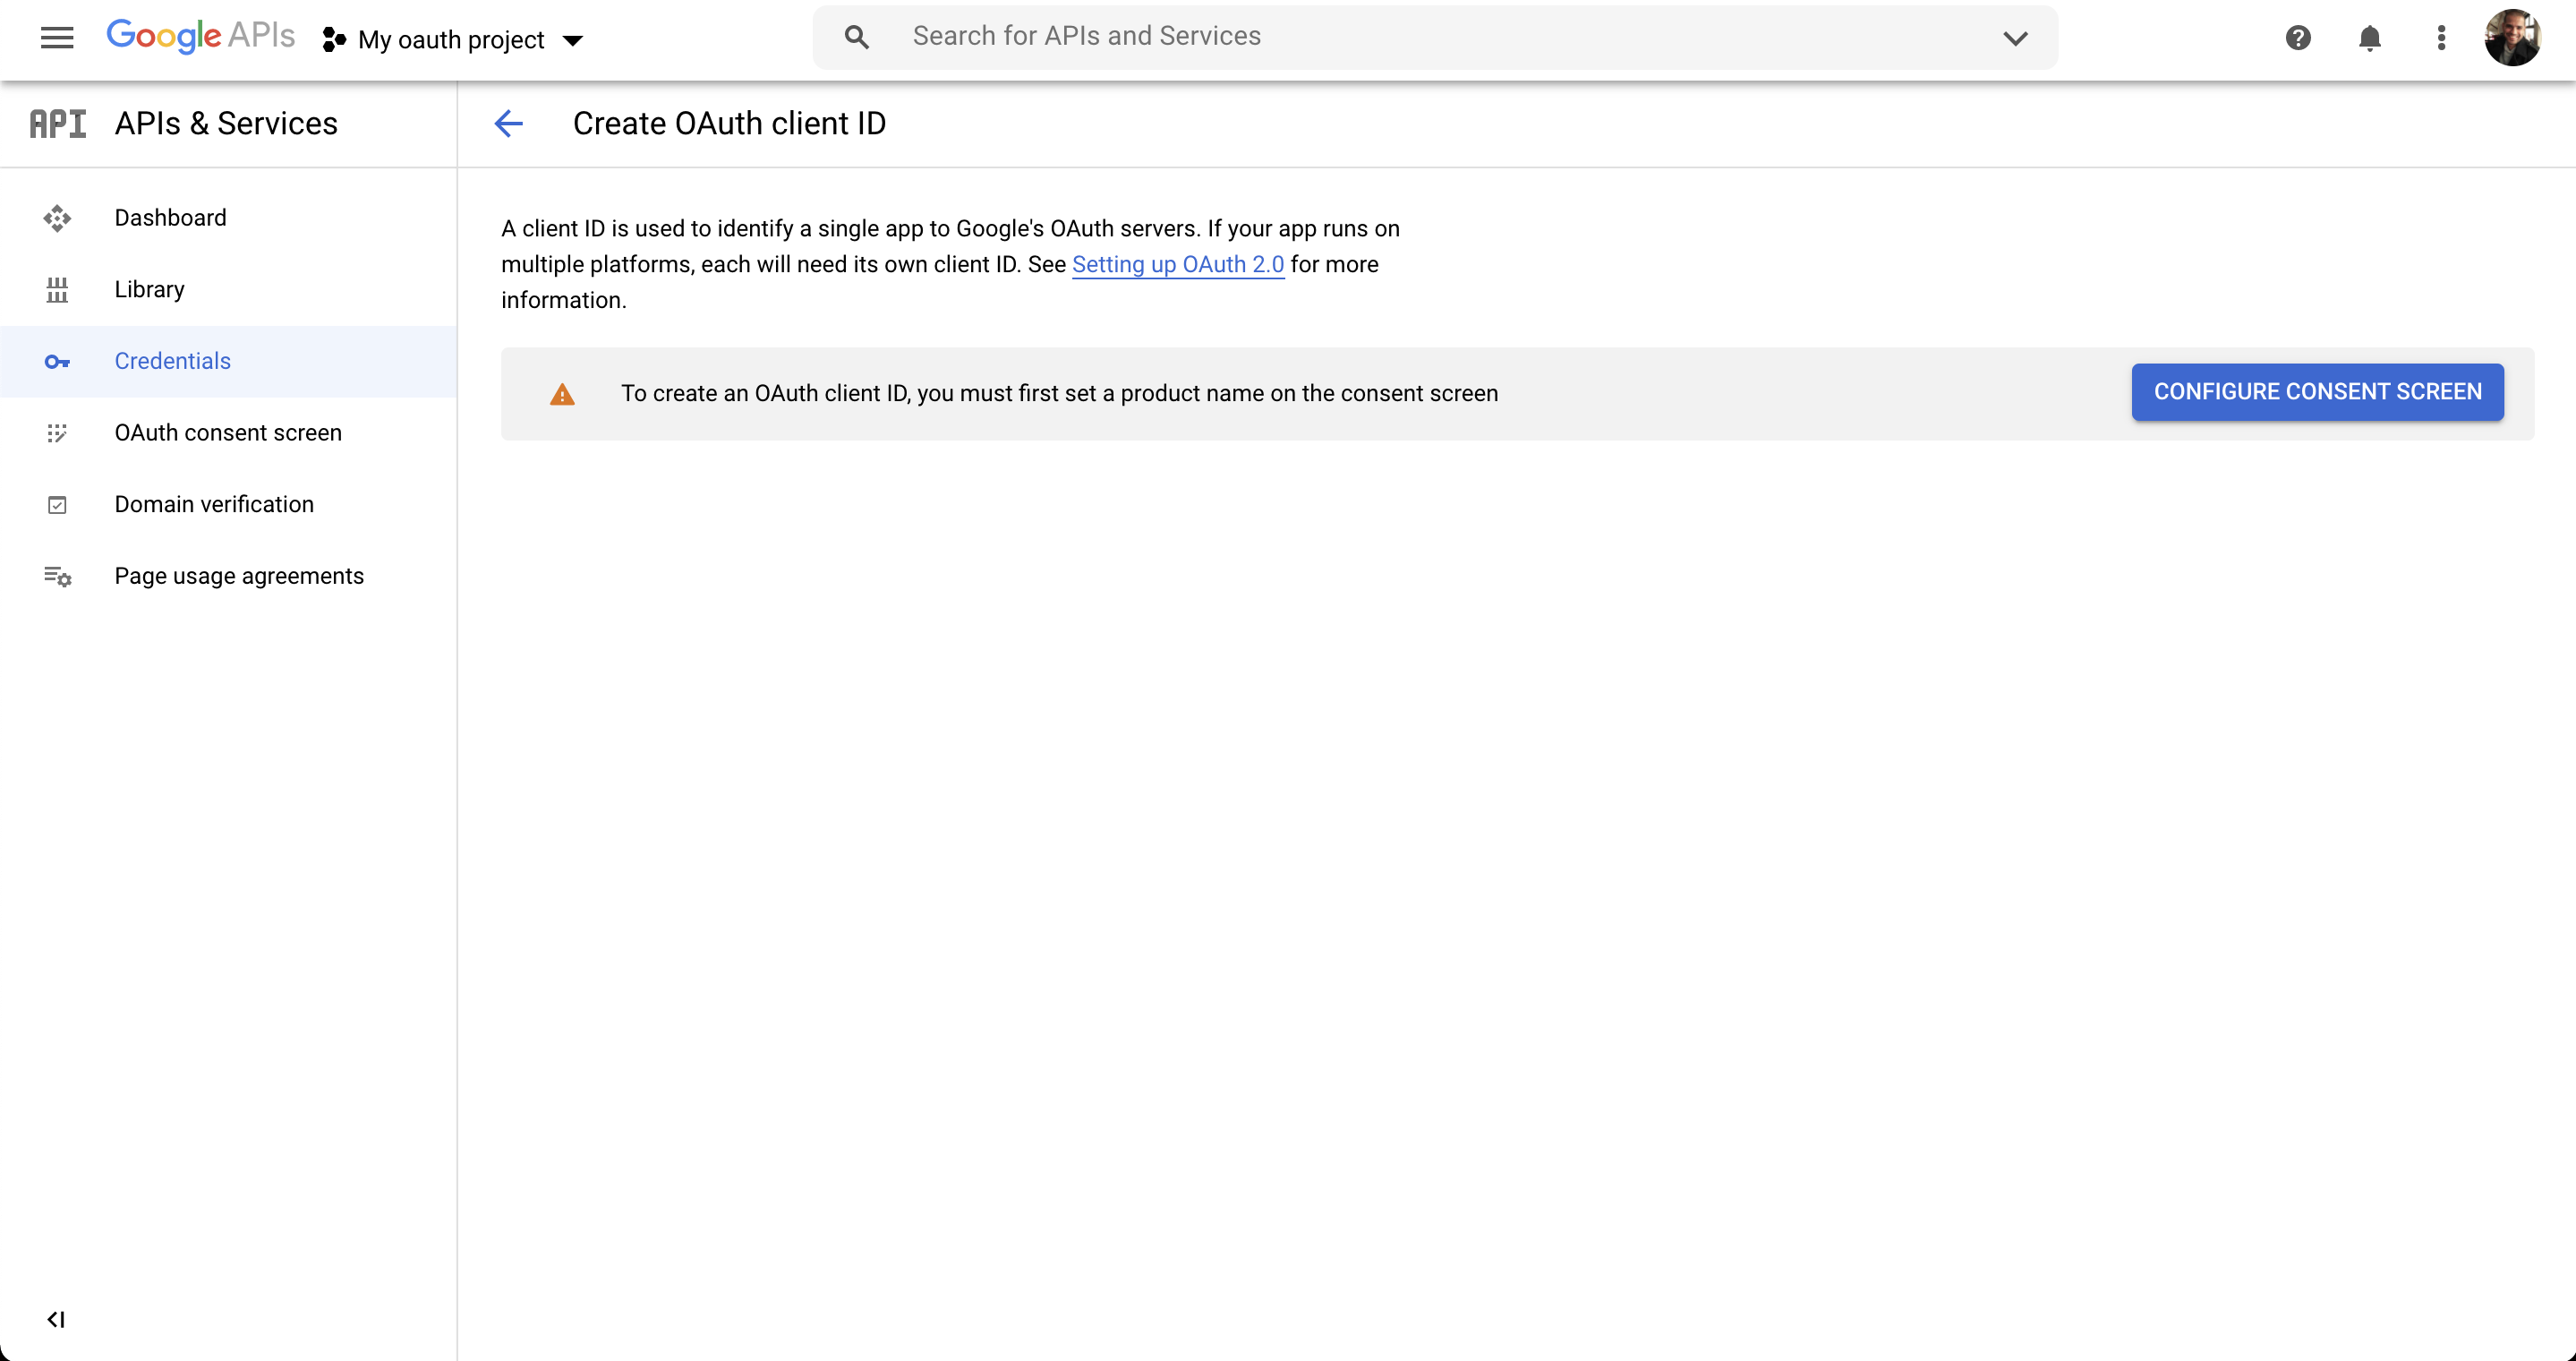 Google APIs
My oauth project
Search for APIs and Services
API
APIs & Services
Create OAuth client ID
Dashboard
Library
Credentials
OAuth consent screen
Domain verification
Page usage agreements
A client ID is used to identify a single app to Google's OAuth servers. If your app runs on
multiple platforms, each will need its own client ID. See Setting up OAuth 2.0 for more
information.
To create an OAuth client ID, you must first set a product name on the consent screen
CONFIGURE CONSENT SCREEN